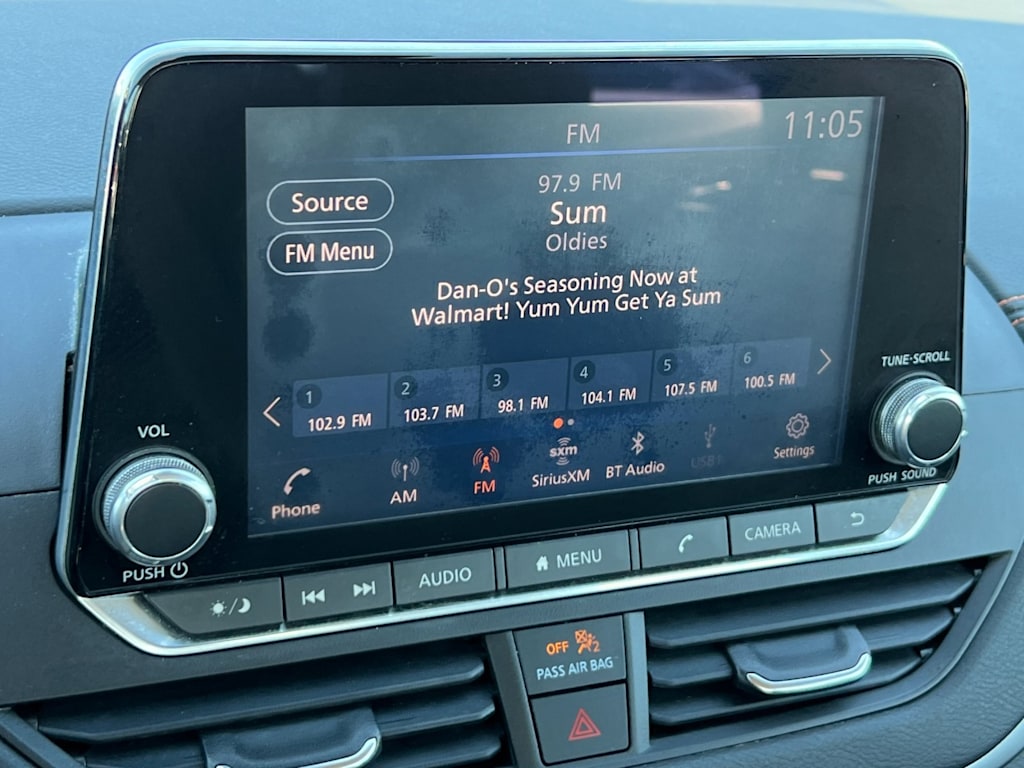 FM
11:05
Source
97.9 FM
Sum
FM Menu
Oldies
Dan-O's Seasoning Now at
Walmart! Yum Yum Get Ya Sum
1 2 3 4 5 6
102.9 FM 103.7 FM 98.1 FM 104.1 FM 107.5 FM 100.5 FM
TUNE·SCROLL
VOL
Phone AM FM sxm SiriusXM BT Audio USB1 Settings
PUSH SOUND
PUSH
AUDIO
MENU
CAMERA
OFF 2
PASS AIR BAG